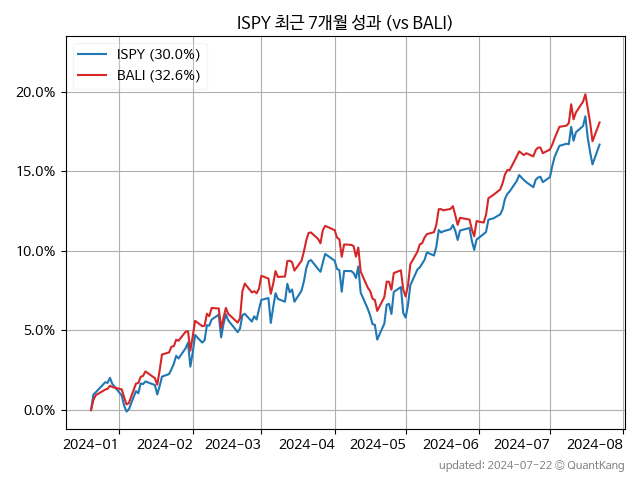 ISPY 최근 7개월 성과 (vs BALI)
ISPY (30.0%)
BALI (32.6%)
20.0%
15.0%
10.0%
5.0%
0.0%
2024-01 2024-02 2024-03 2024-04 2024-05 2024-06 2024-07 2024-08
updated: 2024-07-22 © QuantKang